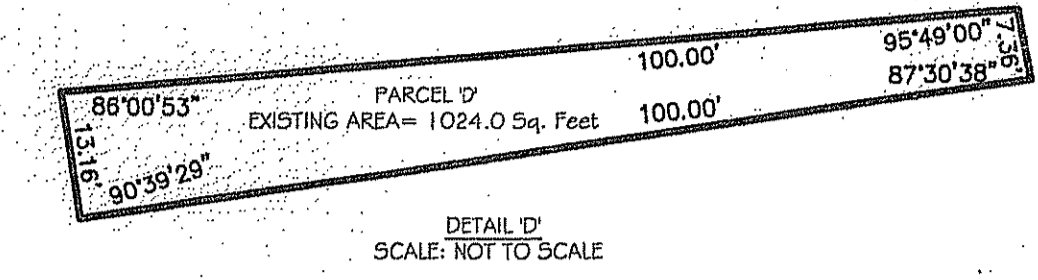 95°49'00"
100.00'
7.36'
87°30'38"
86°00'53"
PARCEL 'D'
100.00'
EXISTING AREA= 1024.0 Sq. Feet
13.16'
90°39'29"
DETAIL 'D'
SCALE: NOT TO SCALE